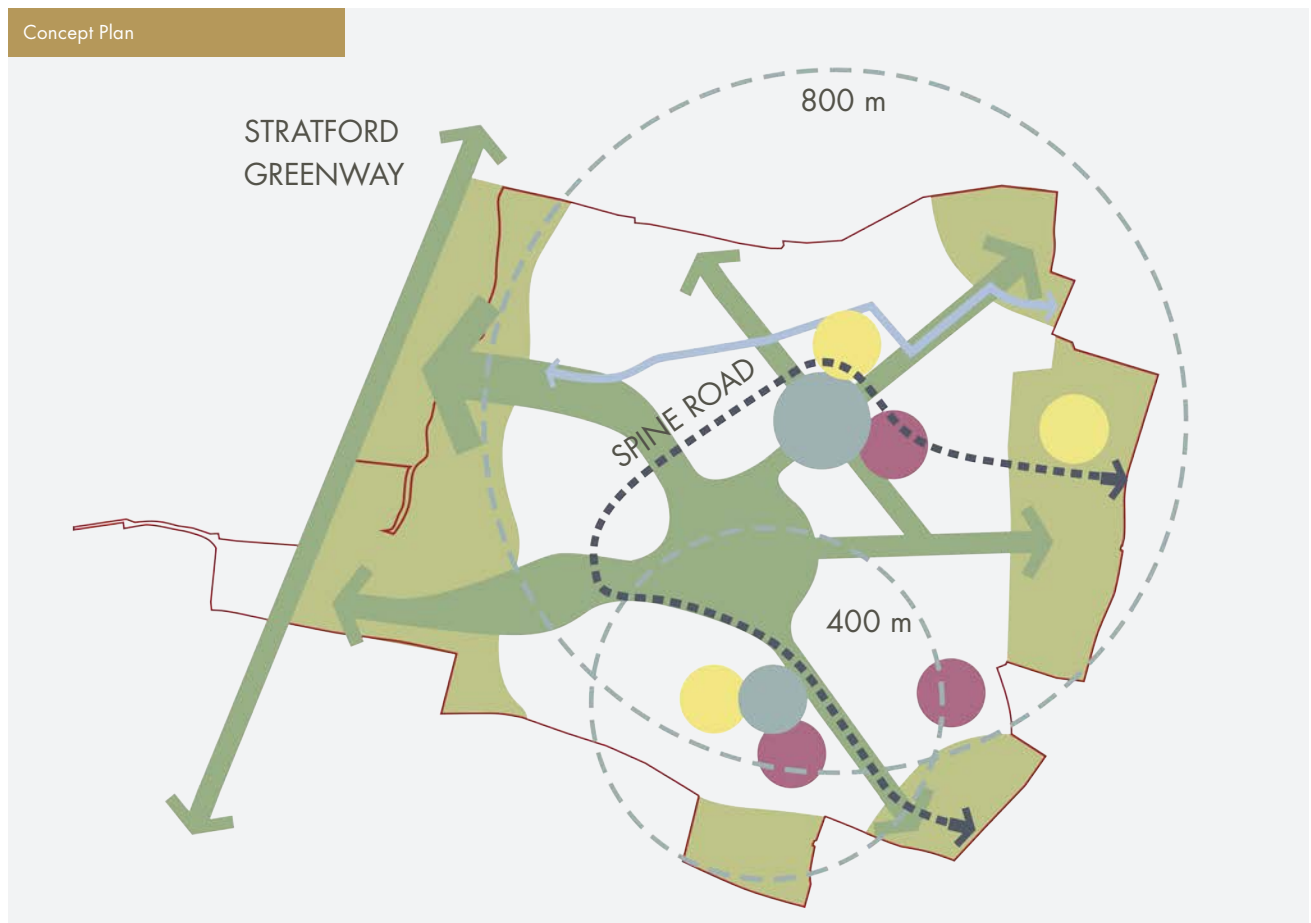 Concept Plan
800 m
STRATFORD
GREENWAY
SPINE ROAD
400 m